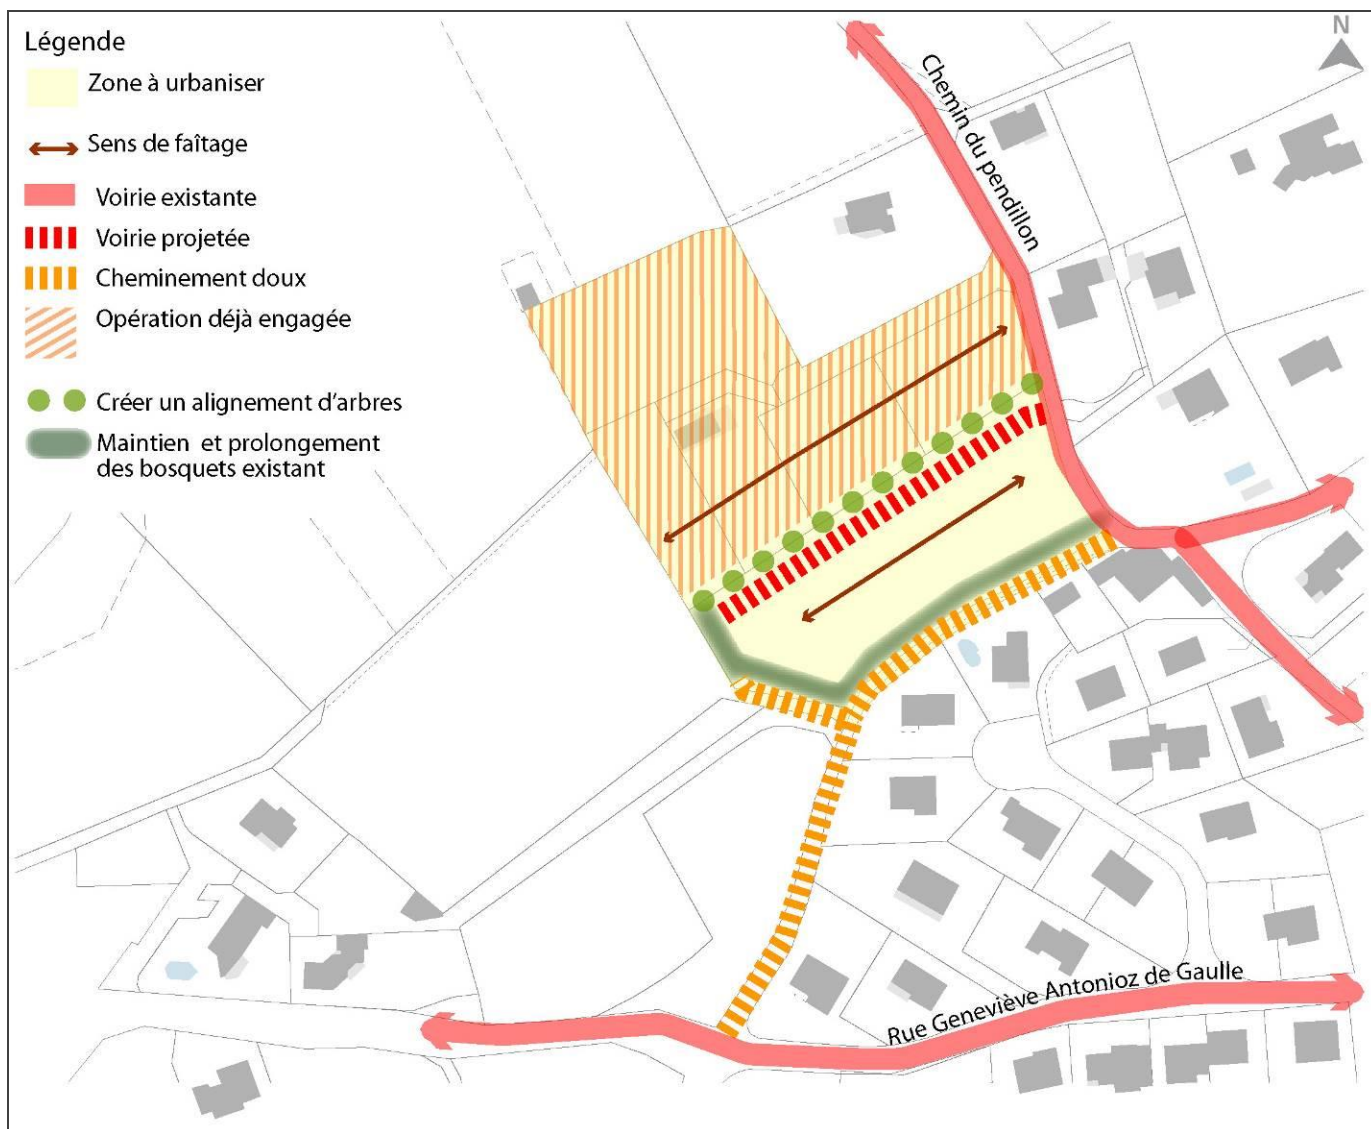 Légende
Zone à urbaniser
Sens de faîtage
Voirie existante
Voirie projetée
Cheminement doux
Opération déjà engagée
Créer un alignement d'arbres
Maintien et prolongement
des bosquets existant
N
Chemin du pendillon
Rue Geneviève Antonioz de Gaulle